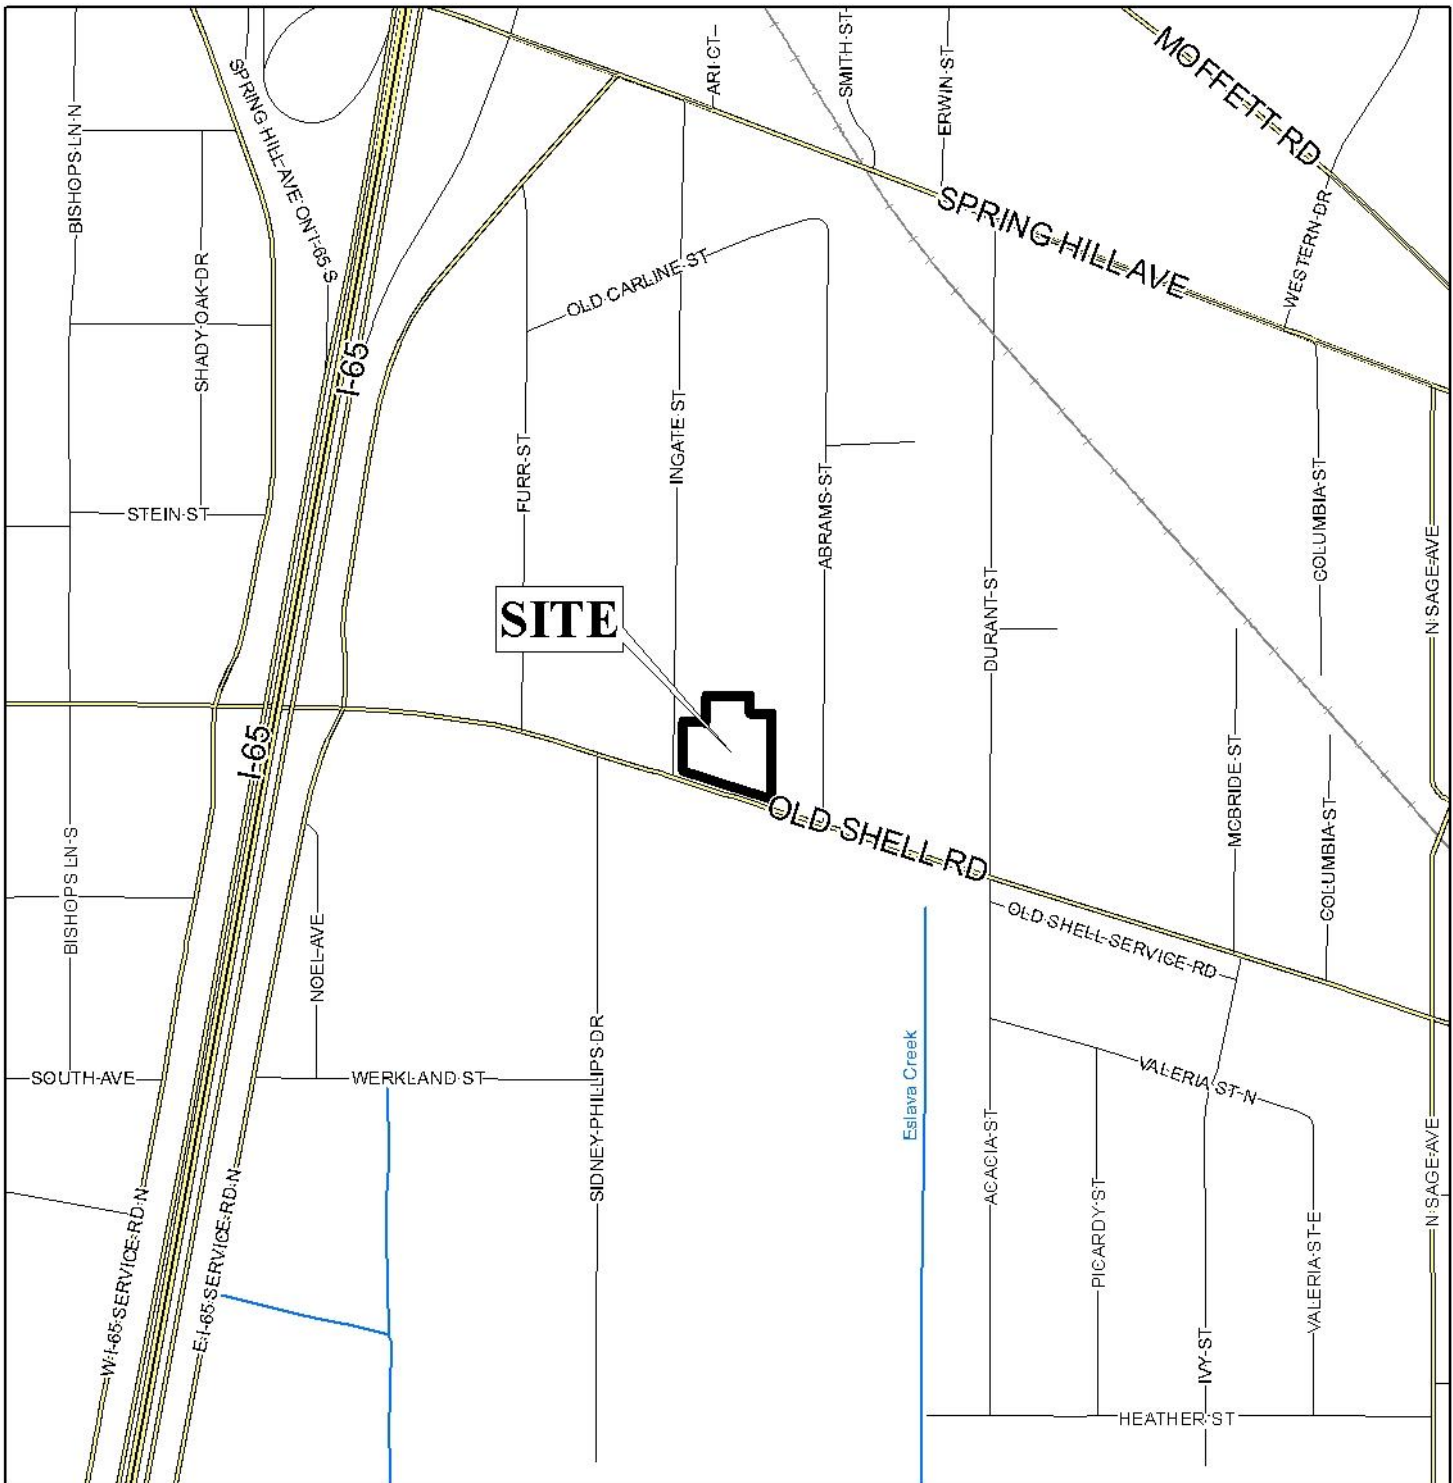 MOFFETT RD
SPRING HILL AVE ON I-65 S
ARI CT
SMITH ST
ERWIN ST
BISHOPS LN N
SHADY OAK DR
OLD CARLINE ST
SPRING HILL AVE
WESTERN DR
I-65
INGATE ST
FURR ST
ABRAMS ST
STEIN ST
COLUMBIA ST
N SAGE AVE
SITE
DURANT ST
I-65
OLD SHELL RD
MCBRIDE ST
COLUMBIA ST
BISHOPS LN S
NOEL AVE
OLD SHELL SERVICE RD
SOUTH AVE
WERKLAND ST
SIDNEY PHILLIPS DR
Eslava Creek
ACACIA ST
VALERIA ST N
PICARDY ST
N SAGE AVE
W I-65 SERVICE RD N
E I-65 SERVICE RD N
VALERIA ST E
IVY ST
HEATHER ST